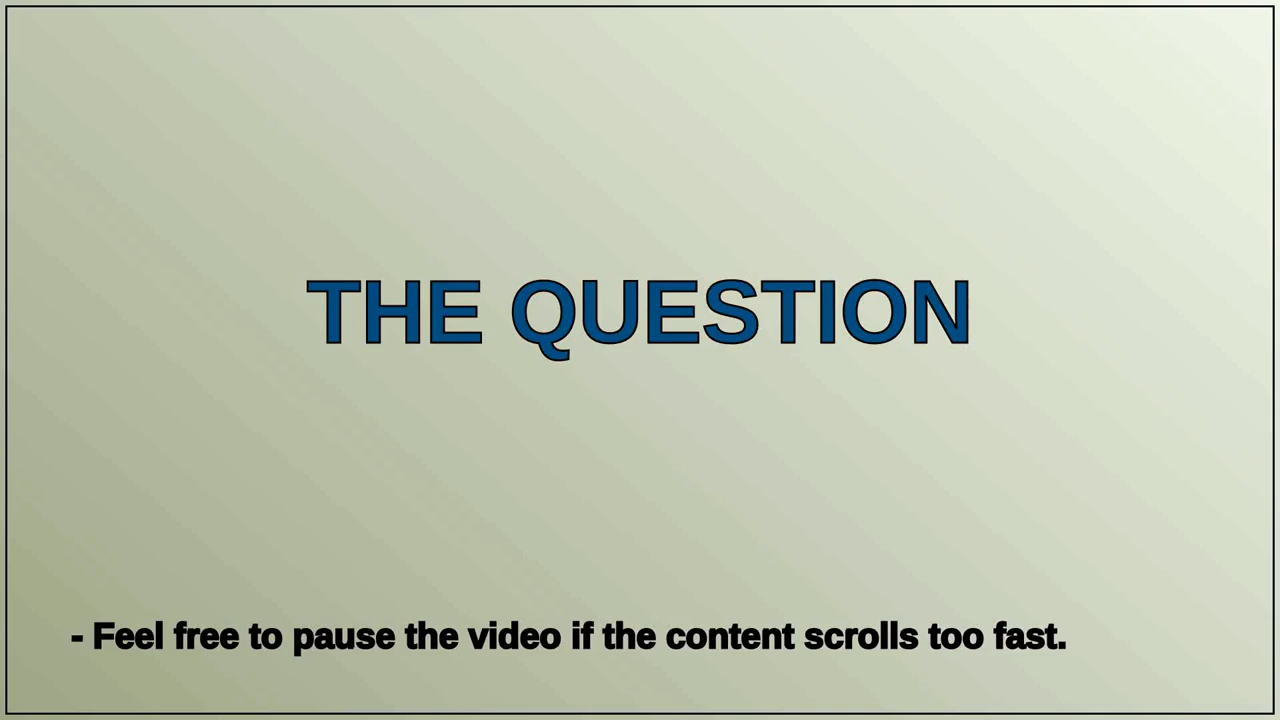 THE QUESTION
- Feel free to pause the video if the content scrolls too fast.